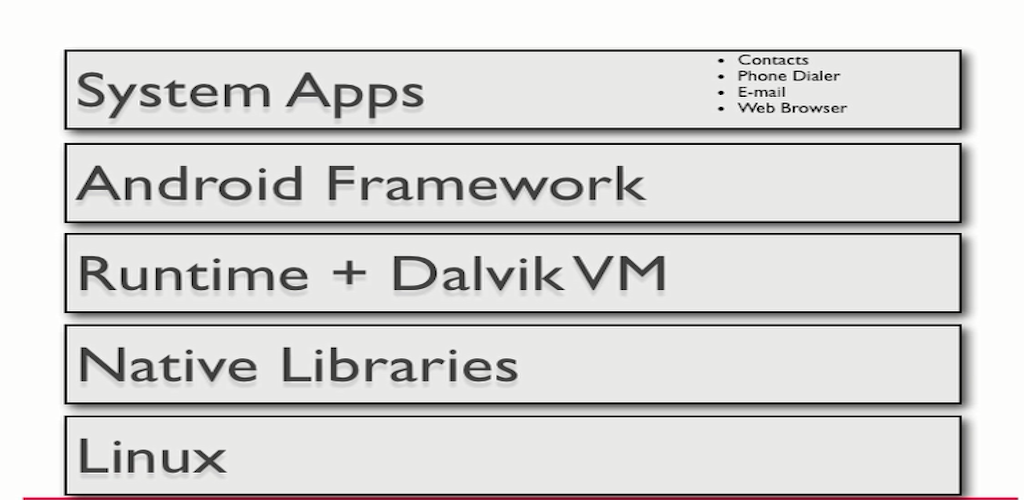 System Apps
• Contacts
• Phone Dialer
• E-mail
• Web Browser
Android Framework
Runtime + Dalvik VM
Native Libraries
Linux